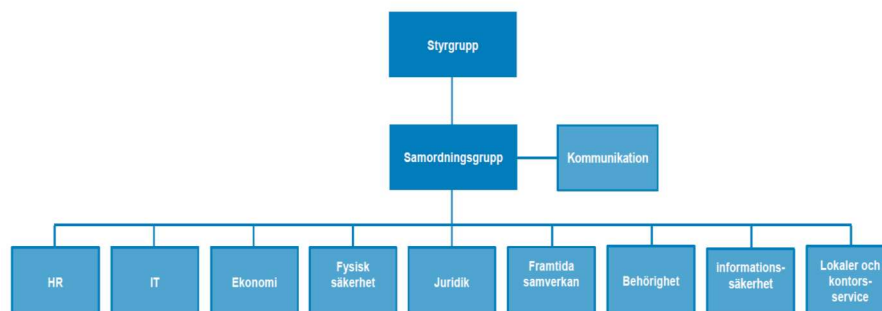 Styrgrupp
Samordningsgrupp
Kommunikation
HR
IT
Ekonomi
Fysisk
säkerhet
Juridik
Framtida
samverkan
Behörighet
Informations-
säkerhet
Lokaler och
kontors-
service